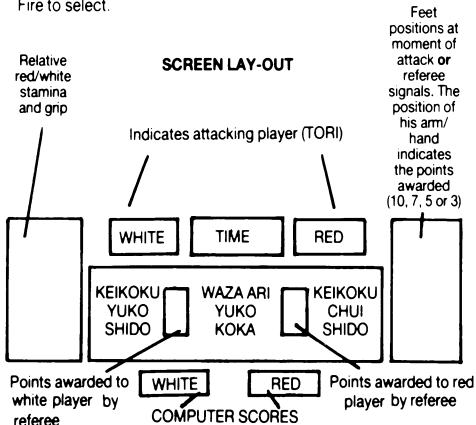 Fire to select.
Relative
red/white
stamina
and grip
SCREEN LAY-OUT
Feet
positions at
moment of
attack or
referee
signals. The
position of
his arm/
hand
indicates
the points
awarded
(10, 7, 5 or 3)
Indicates attacking player (TORI)
WHITE
TIME
RED
KEIKOKU
YUKO
SHIDO
WAZA ARI
YUKO
KOKA
KEIKOKU
CHUI
SHIDO
Points awarded to
white player by
referee
WHITE
RED
COMPUTER SCORES
Points awarded to red
player by referee